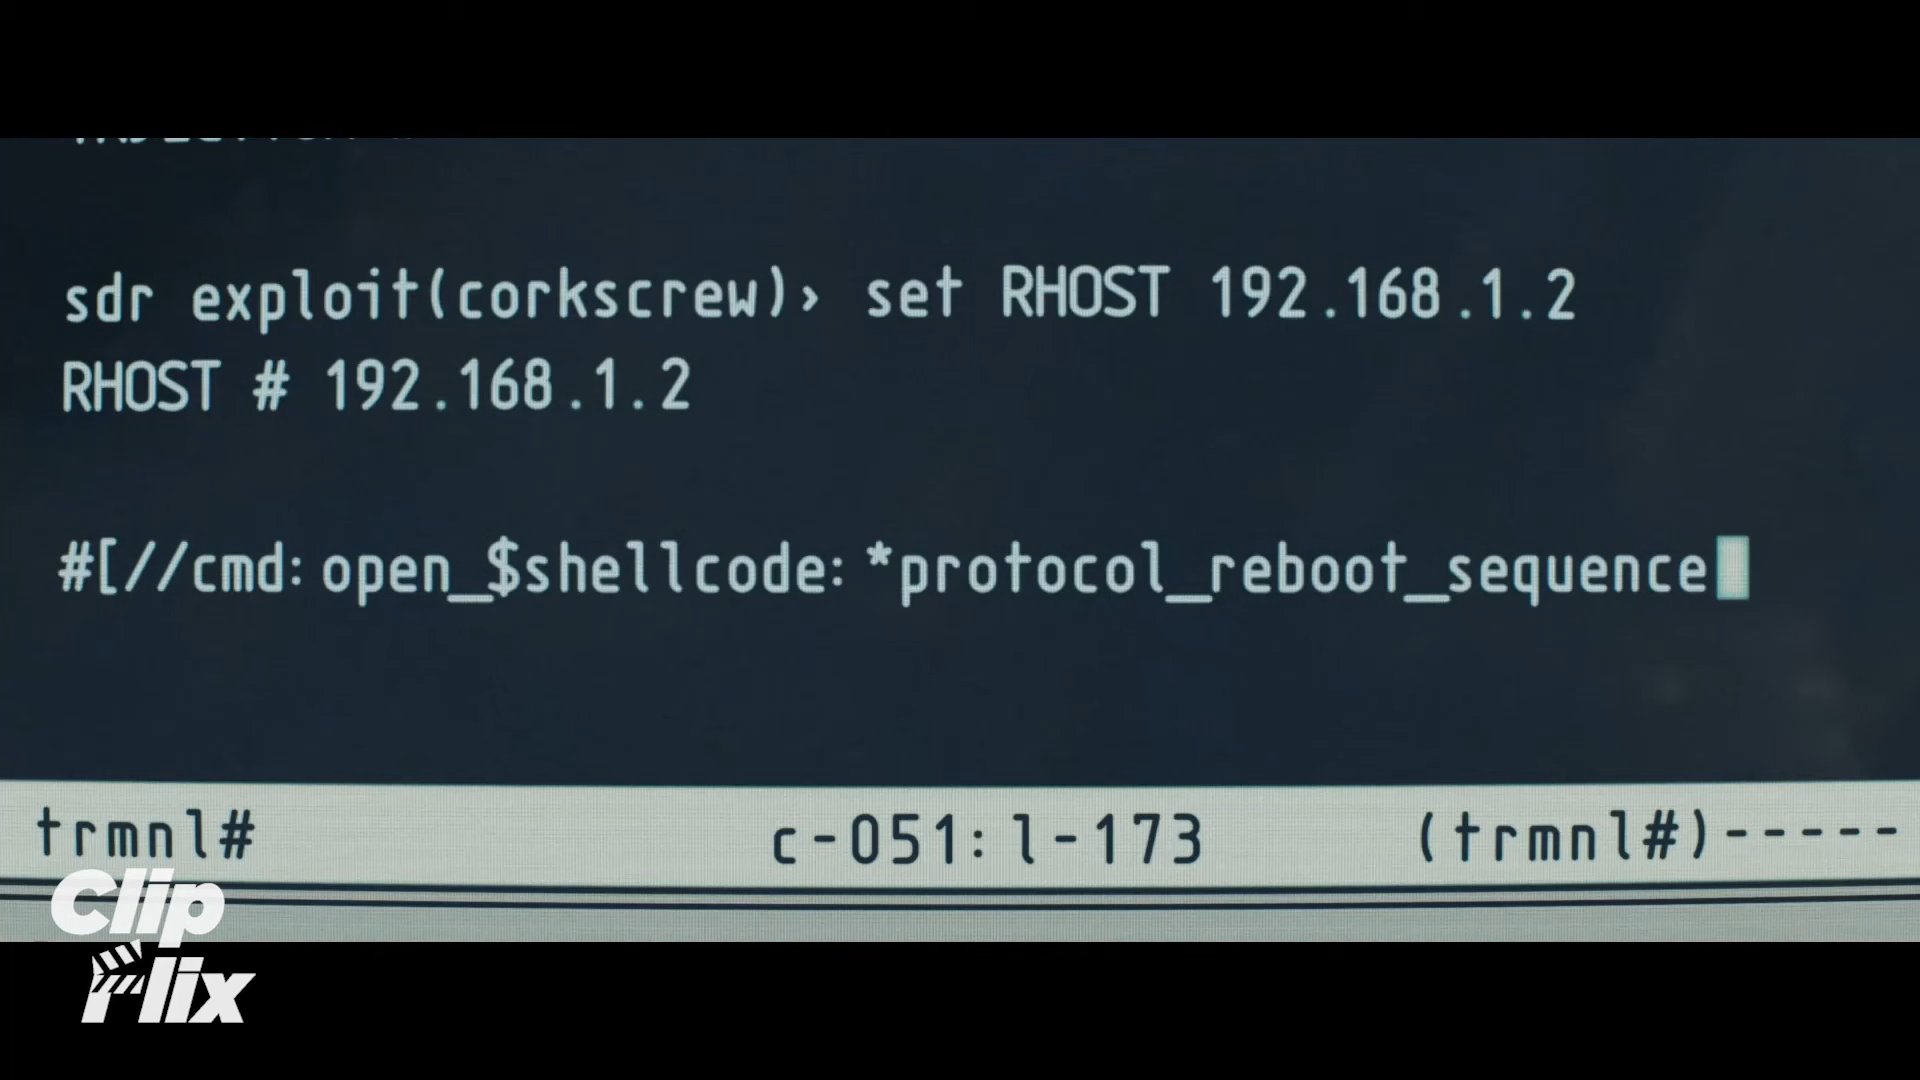 sdr exploit(corkscrew)› set RHOST 192.168.1.2
RHOST # 192.168.1.2
#[//cmd: open_$shellcode: *protocol_reboot_sequence
trmnl# c-051: l-173 (trmnl#)-----
Clip
Flix